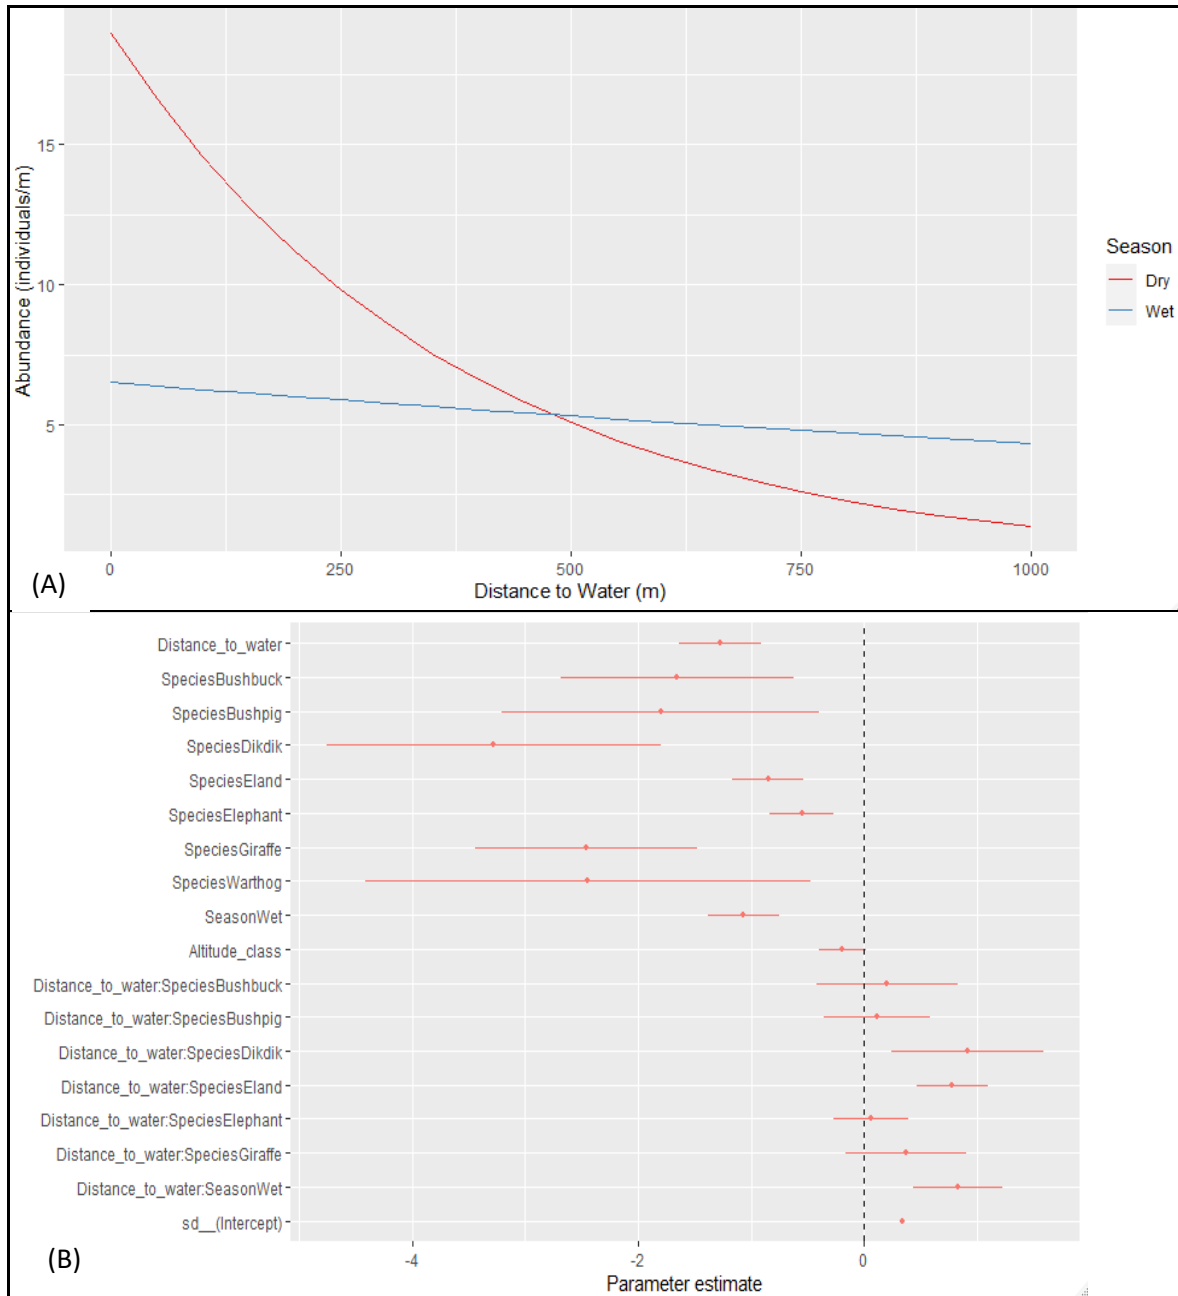 15
10
5
Abundance (individuals/m)
0
250
500
750
1000
Distance to Water (m)
Season
Dry
Wet
(A)
Distance_to_water
SpeciesBushbuck
SpeciesBushpig
SpeciesDikdik
SpeciesEland
SpeciesElephant
SpeciesGiraffe
SpeciesWarthog
SeasonWet
Altitude_class
Distance_to_water:SpeciesBushbuck
Distance_to_water:SpeciesBushpig
Distance_to_water:SpeciesDikdik
Distance_to_water:SpeciesEland
Distance_to_water:SpeciesElephant
Distance_to_water:SpeciesGiraffe
Distance_to_water:SeasonWet
sd__(Intercept)
-4
-2
0
Parameter estimate
(B)